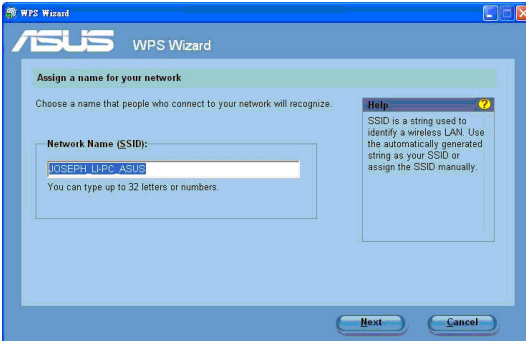 WPS Wizard
ASUS WPS Wizard
Assign a name for your network
Choose a name that people who connect to your network will recognize.
Network Name (SSID):
JOSEPH_LI-PC_ASUS
You can type up to 32 letters or numbers.
Help
SSID is a string used to
identify a wireless LAN. Use
the automatically generated
string as your SSID or
assign the SSID manually.
Next
Cancel